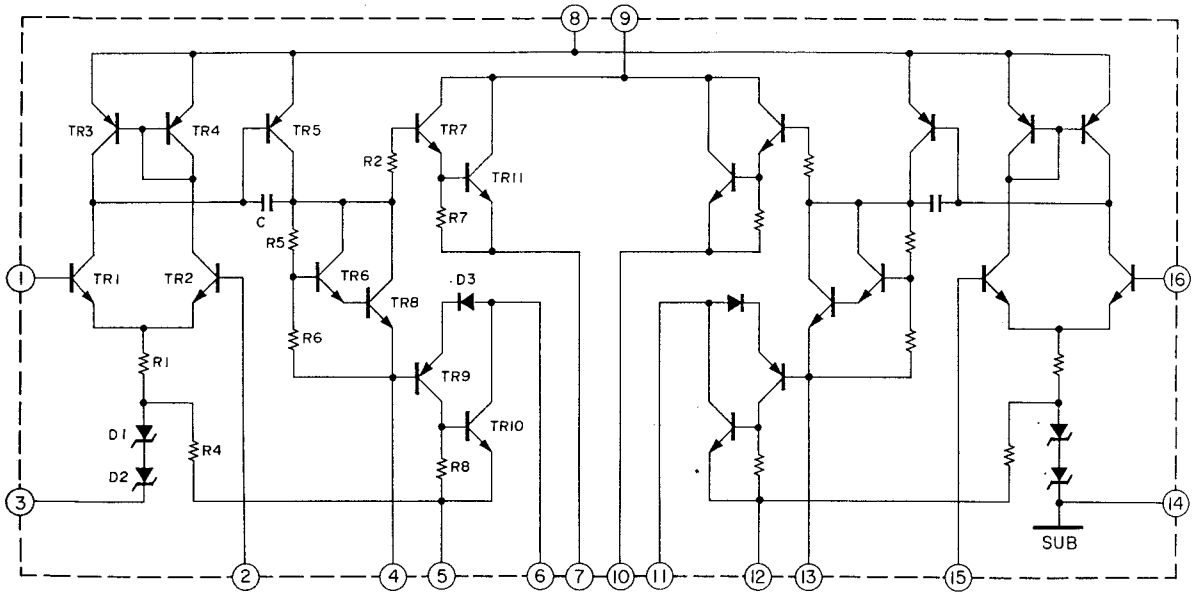 8 9
TR3 TR4 TR5 TR7
R2
TR11
C R7
R5
1 TR1 TR2 TR6 D3 16
TR8
R6
R1
TR9
D1 R4 TR10
D2 R8
3 14
SUB
2 4 5 6 7 10 11 12 13 15